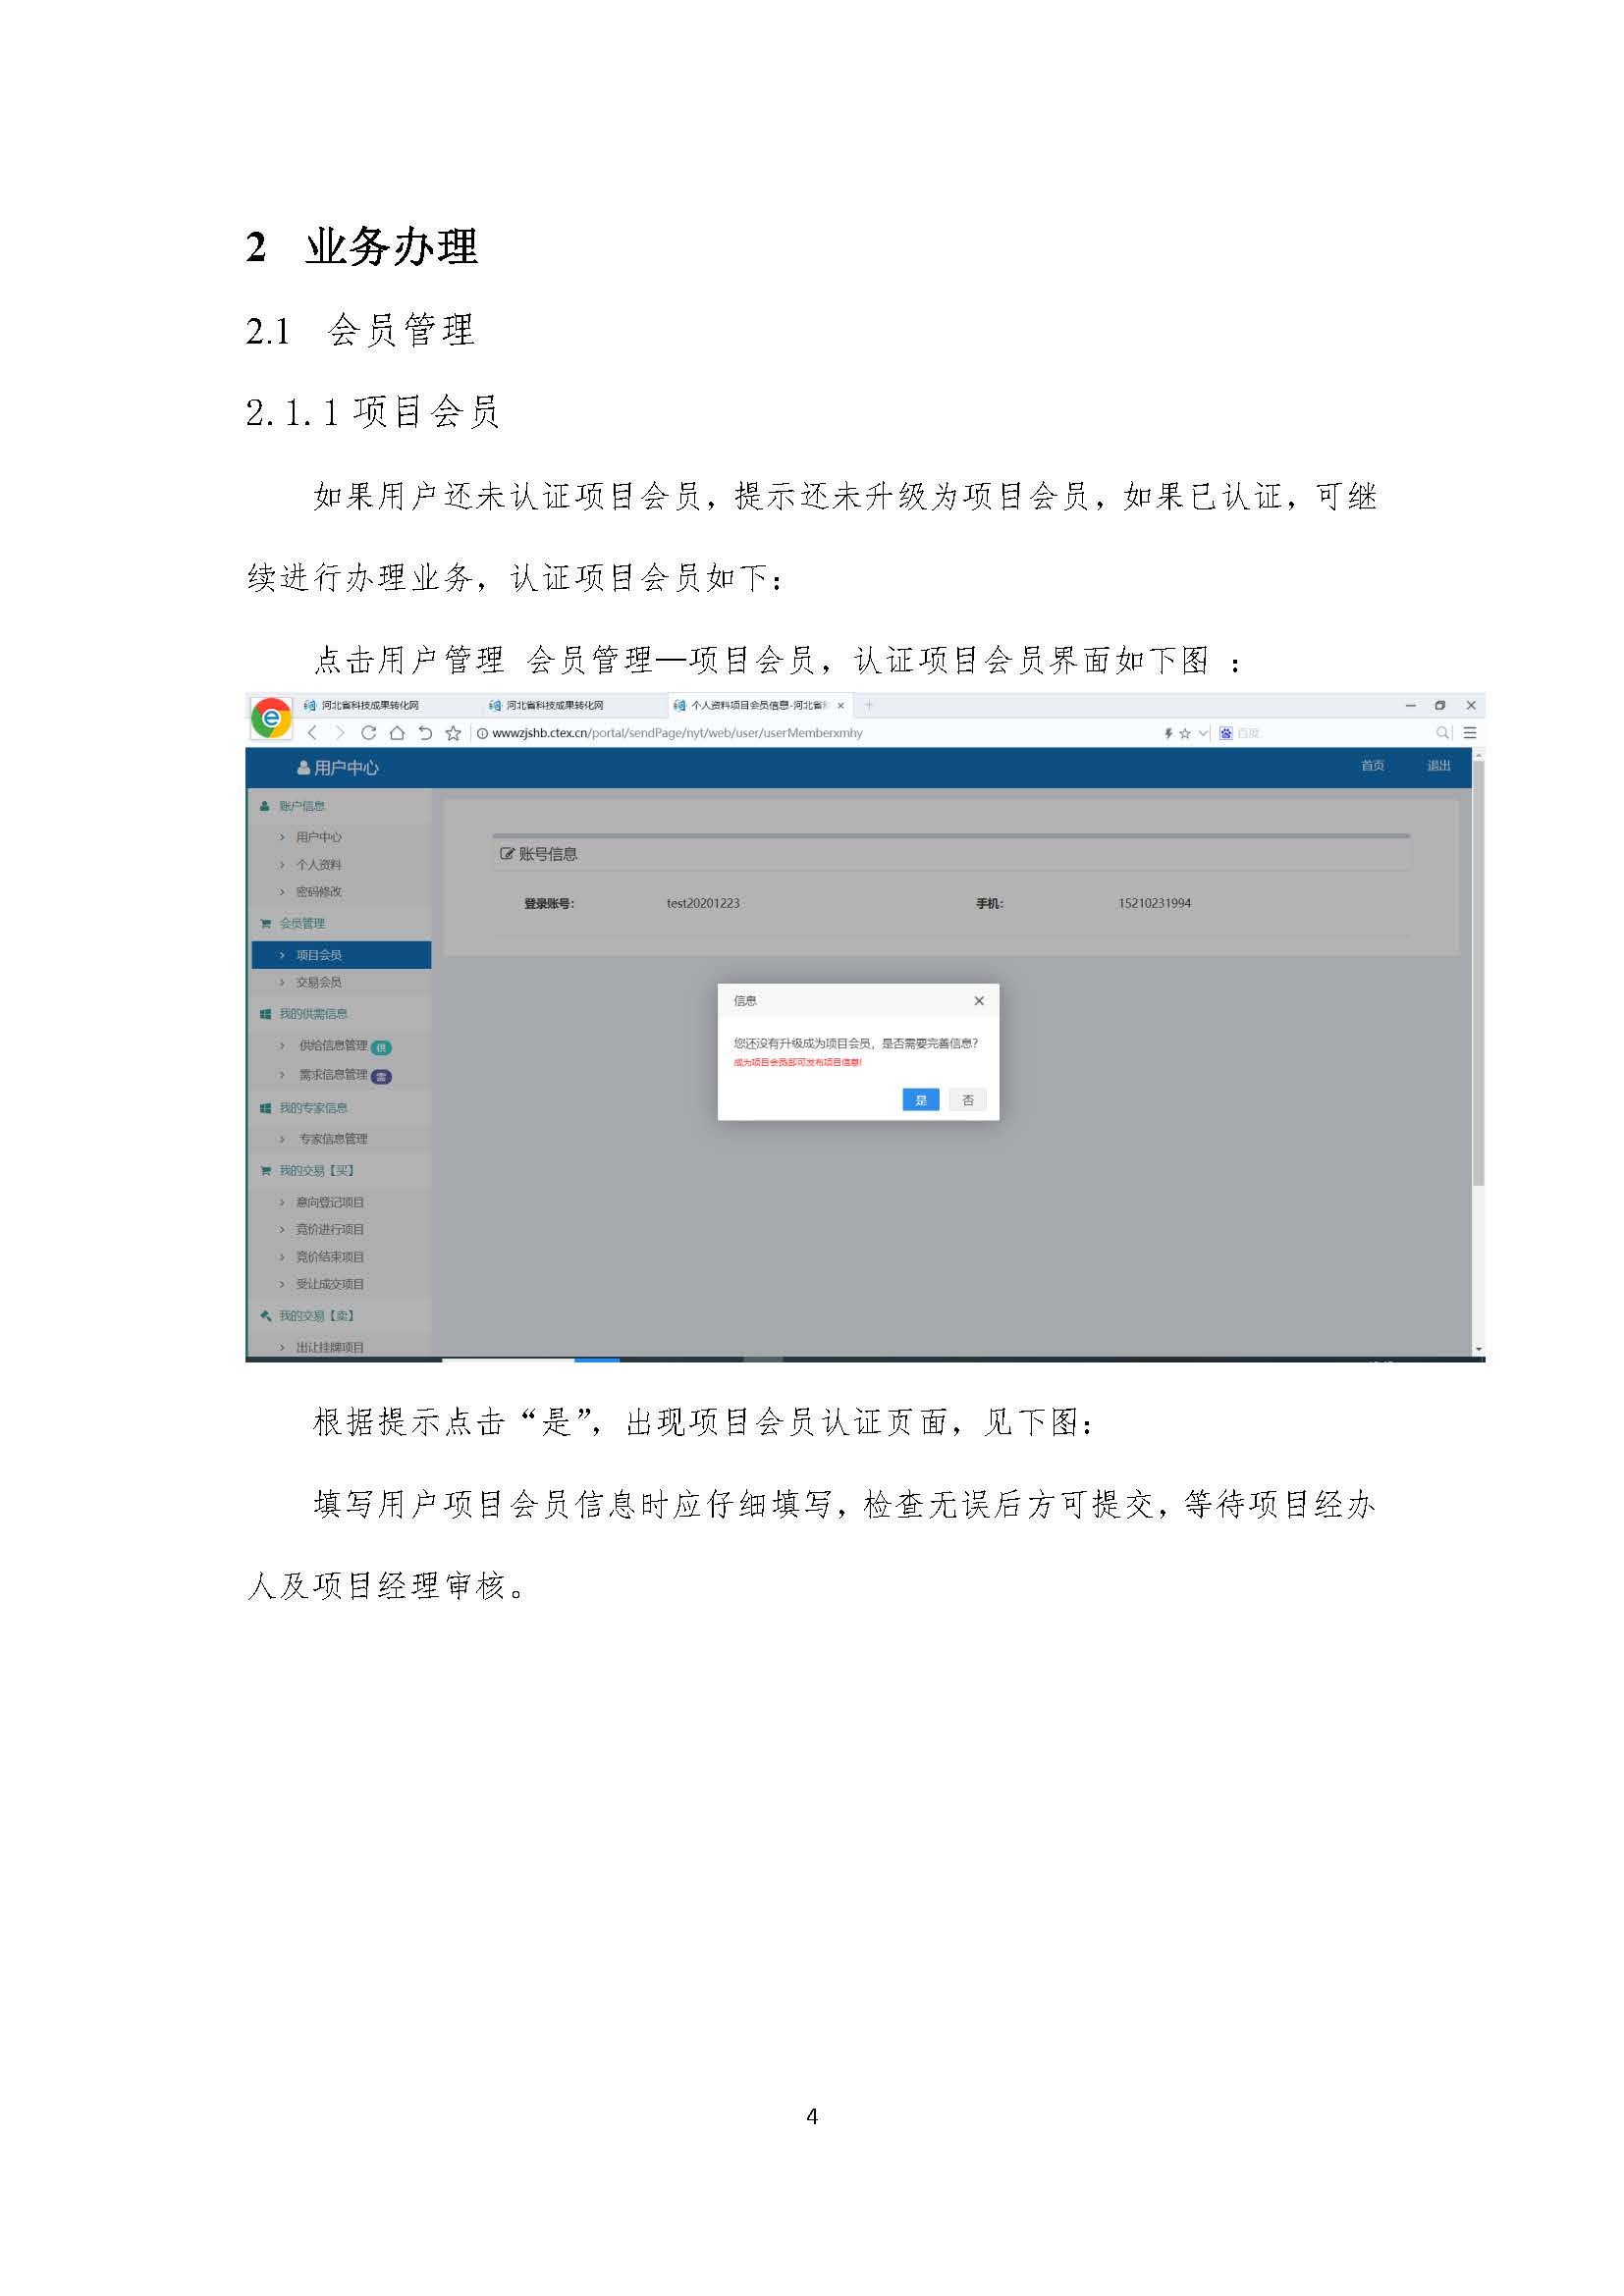 2 业务办理
2.1 会员管理
2.1.1项目会员
如果用户还未认证项目会员，提示还未升级为项目会员，如果已认证，可继
续进行办理业务，认证项目会员如下：
点击用户管理 会员管理—项目会员，认证项目会员界面如下图 ：
河北省科技成果转化网 河北省科技成果转化网 个人资料项目会员信息-河北省
wwwzjshb.ctex.cn/portal/sendPage/nyt/web/user/userMemberxmhy 百度
用户中心 首页 退出
账户信息
用户中心
个人资料
密码修改
会员管理
项目会员
交易会员
我的供需信息
供给信息管理 供
需求信息管理 需
我的专家信息
专家信息管理
我的交易【买】
意向登记项目
竞价进行项目
竞价结束项目
受让成交项目
我的交易【卖】
出让挂牌项目
账号信息
登录账号： test20201223 手机： 15210231994
信息
您还没有升级成为项目会员，是否需要完善信息？
成为项目会员即可发布项目信息!
是 否
根据提示点击“是”，出现项目会员认证页面，见下图：
填写用户项目会员信息时应仔细填写，检查无误后方可提交，等待项目经办
人及项目经理审核。
4